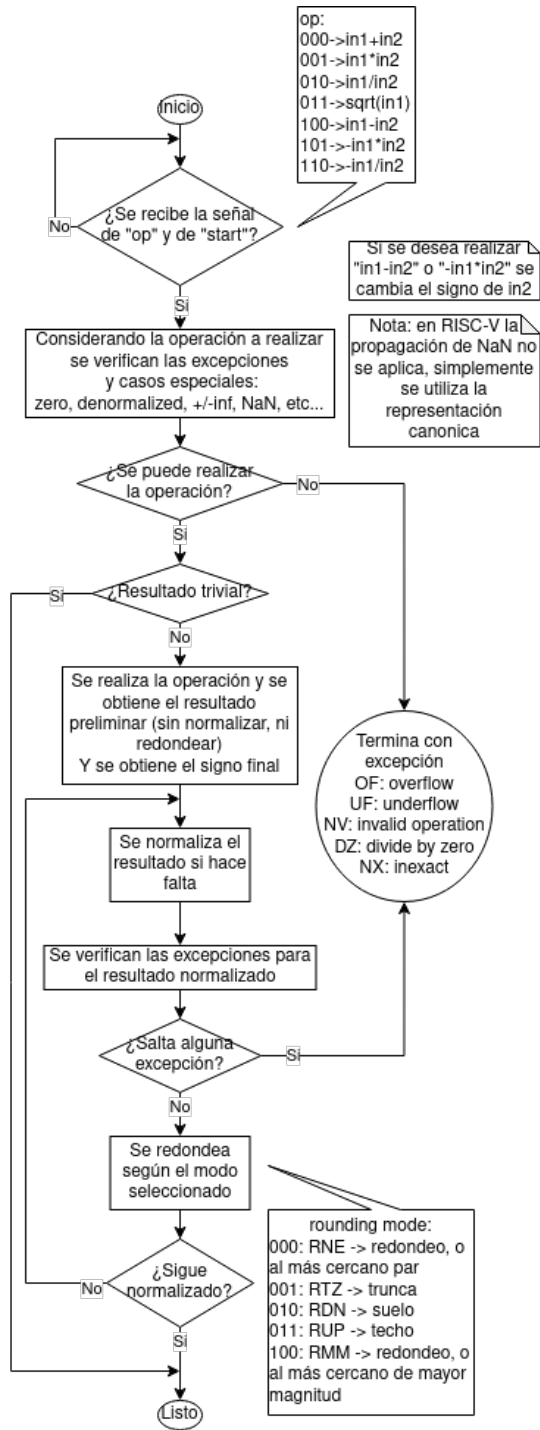 op:
000->in1+in2
001->in1*in2
010->in1/in2
011->sqrt(in1)
100->in1-in2
101->-in1*in2
110->-in1/in2
Inicio
¿Se recibe la señal
de "op" y de "start"?
No
Si
Si se desea realizar
"in1-in2" o "-in1*in2" se
cambia el signo de in2
Considerando la operación a realizar
se verifican las excepciones
y casos especiales:
zero, denormalized, +/-inf, NaN, etc...
Nota: en RISC-V la
propagación de NaN no
se aplica, simplemente
se utiliza la
representación
canonica
¿Se puede realizar
la operación?
No
Si
¿Resultado trivial?
Si
No
Se realiza la operación y se
obtiene el resultado
preliminar (sin normalizar, ni
redondear)
Y se obtiene el signo final
Termina con
excepción
OF: overflow
UF: underflow
NV: invalid operation
DZ: divide by zero
NX: inexact
Se normaliza el
resultado si hace
falta
Se verifican las excepciones para
el resultado normalizado
¿Salta alguna
excepción?
Si
No
Se redondea
según el modo
seleccionado
rounding mode:
000: RNE -> redondeo, o
al más cercano par
001: RTZ -> trunca
010: RDN -> suelo
011: RUP -> techo
100: RMM -> redondeo, o
al más cercano de mayor
magnitud
¿Sigue
normalizado?
No
Si
Listo